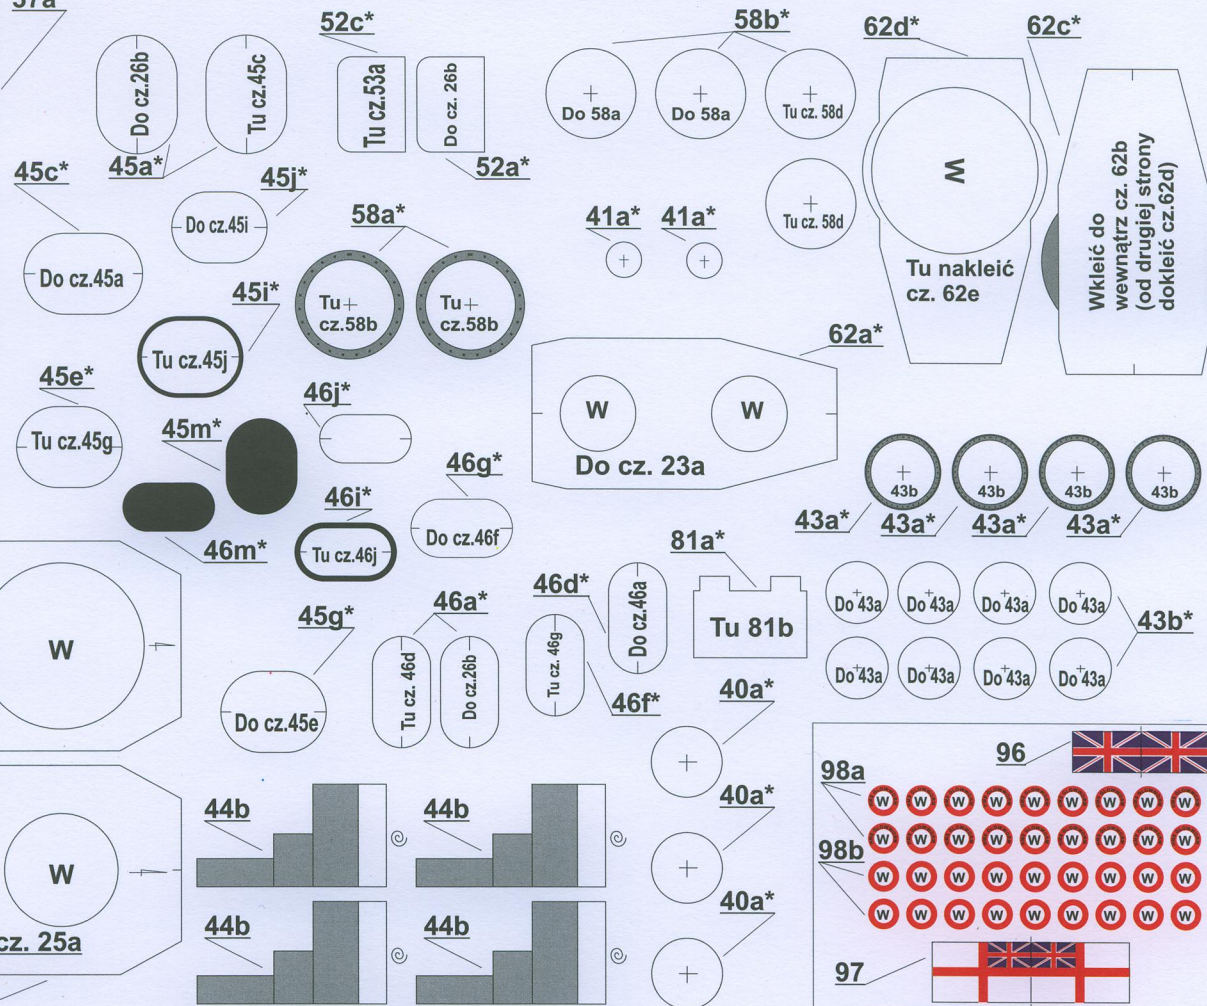 57a
52c*
58b*
62d*
62c*
Do cz.26b
Tu cz.45c
Tu cz.53a
Do cz. 26b
Do 58a
Do 58a
Tu cz. 58d
45c*
45a*
45j*
52a*
W
Wkleić do
wewnątrz cz. 62b
(od drugiej strony
dokleić cz.62d)
Do cz.45i
58a*
41a*
41a*
Tu cz. 58d
Do cz.45a
45i*
Tu
cz.58b
Tu
cz.58b
Tu nakleić
cz. 62e
62a*
Tu cz.45j
45e*
46j*
W
W
Tu cz.45g
45m*
46g*
Do cz. 23a
43b
43b
43b
43b
46i*
43a*
43a*
43a*
43a*
46m*
Tu cz.46j
Do cz.46f
81a*
46d*
Do cz.46a
46a*
45g*
Tu 81b
Do 43a
Do 43a
Do 43a
Do 43a
43b*
W
Tu cz. 46d
Do cz.26b
Tu cz. 46g
Do 43a
Do 43a
Do 43a
Do 43a
46f*
40a*
Do cz.45e
96
98a
W W W W W W W W W
44b
44b
40a*
W W W W W W W W W
98b
W
W W W W W W W W W
40a*
W W W W W W W W W
44b
44b
cz. 25a
97